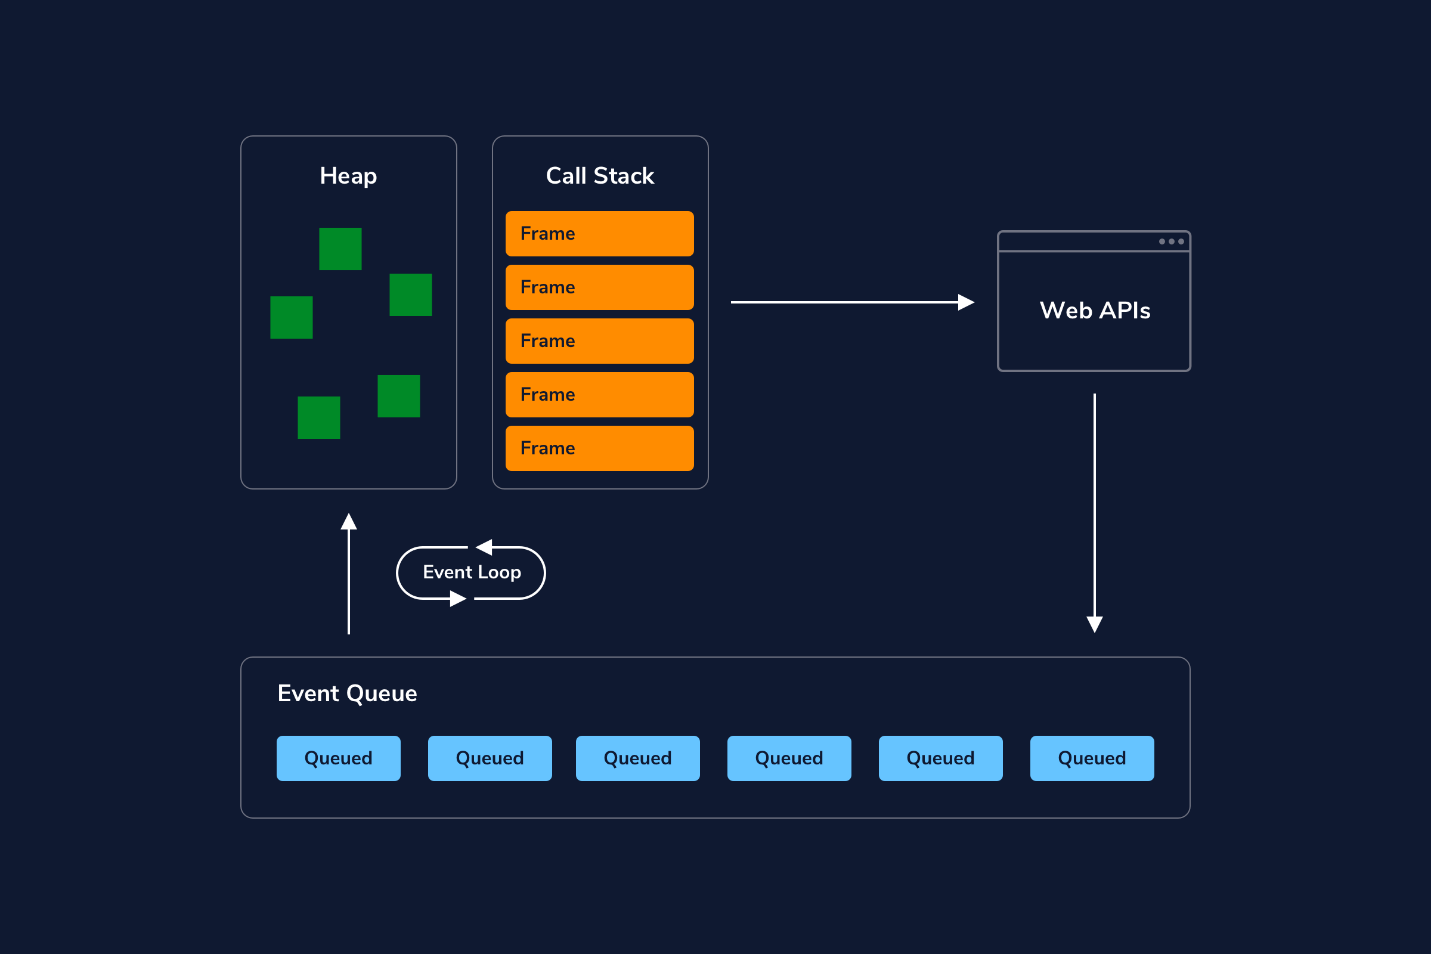 Heap
Call Stack
Frame
Frame
Frame
Frame
Frame
Web APIs
Event Loop
Event Queue
Queued
Queued
Queued
Queued
Queued
Queued